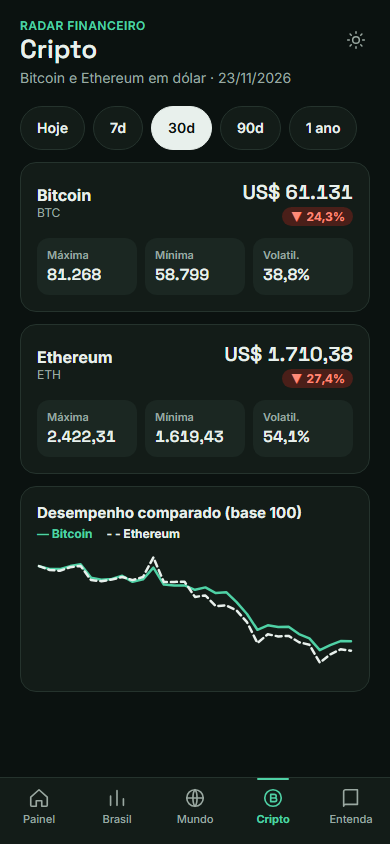 RADAR FINANCEIRO
Cripto
Bitcoin e Ethereum em dólar · 23/11/2026
Hoje
7d
30d
90d
1 ano
Bitcoin
BTC
US$ 61.131
▼ 24,3%
Máxima
81.268
Mínima
58.799
Volatil.
38,8%
Ethereum
ETH
US$ 1.710,38
▼ 27,4%
Máxima
2.422,31
Mínima
1.619,43
Volatil.
54,1%
Desempenho comparado (base 100)
— Bitcoin - - Ethereum
Painel
Brasil
Mundo
Cripto
Entenda